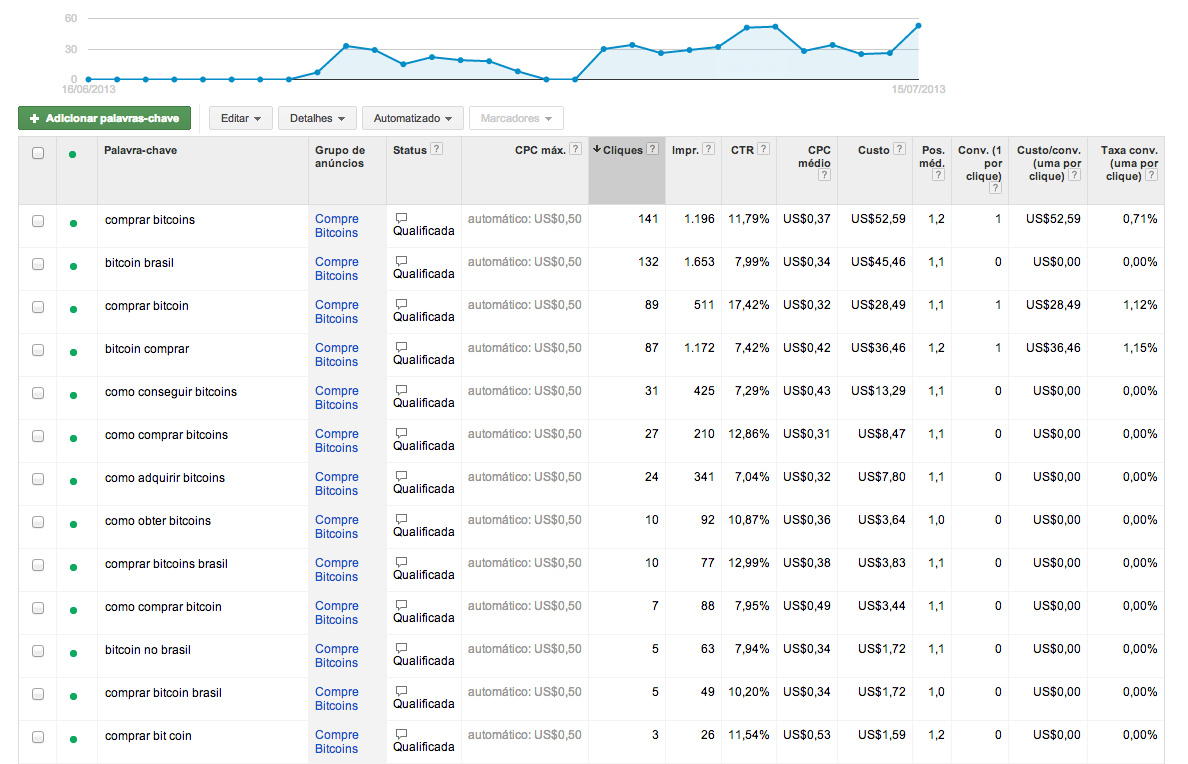 60
30
0
16/06/2013 15/07/2013
+ Adicionar palavras-chave Editar Detalhes Automatizado Marcadores
Palavra-chave Grupo de anúncios Status ? CPC máx. ? Cliques ? Impr. ? CTR ? CPC médio ? Custo ? Pos. méd. ? Conv. (1 por clique) ? Custo/conv. (uma por clique) ? Taxa conv. (uma por clique) ?
comprar bitcoins Compre Bitcoins Qualificada automático: US$0,50 141 1.196 11,79% US$0,37 US$52,59 1,2 1 US$52,59 0,71%
bitcoin brasil Compre Bitcoins Qualificada automático: US$0,50 132 1.653 7,99% US$0,34 US$45,46 1,1 0 US$0,00 0,00%
comprar bitcoin Compre Bitcoins Qualificada automático: US$0,50 89 511 17,42% US$0,32 US$28,49 1,1 1 US$28,49 1,12%
bitcoin comprar Compre Bitcoins Qualificada automático: US$0,50 87 1.172 7,42% US$0,42 US$36,46 1,2 1 US$36,46 1,15%
como conseguir bitcoins Compre Bitcoins Qualificada automático: US$0,50 31 425 7,29% US$0,43 US$13,29 1,1 0 US$0,00 0,00%
como comprar bitcoins Compre Bitcoins Qualificada automático: US$0,50 27 210 12,86% US$0,31 US$8,47 1,1 0 US$0,00 0,00%
como adquirir bitcoins Compre Bitcoins Qualificada automático: US$0,50 24 341 7,04% US$0,32 US$7,80 1,1 0 US$0,00 0,00%
como obter bitcoins Compre Bitcoins Qualificada automático: US$0,50 10 92 10,87% US$0,36 US$3,64 1,0 0 US$0,00 0,00%
comprar bitcoins brasil Compre Bitcoins Qualificada automático: US$0,50 10 77 12,99% US$0,38 US$3,83 1,1 0 US$0,00 0,00%
como comprar bitcoin Compre Bitcoins Qualificada automático: US$0,50 7 88 7,95% US$0,49 US$3,44 1,1 0 US$0,00 0,00%
bitcoin no brasil Compre Bitcoins Qualificada automático: US$0,50 5 63 7,94% US$0,34 US$1,72 1,1 0 US$0,00 0,00%
comprar bitcoin brasil Compre Bitcoins Qualificada automático: US$0,50 5 49 10,20% US$0,34 US$1,72 1,0 0 US$0,00 0,00%
comprar bit coin Compre Bitcoins Qualificada automático: US$0,50 3 26 11,54% US$0,53 US$1,59 1,2 0 US$0,00 0,00%